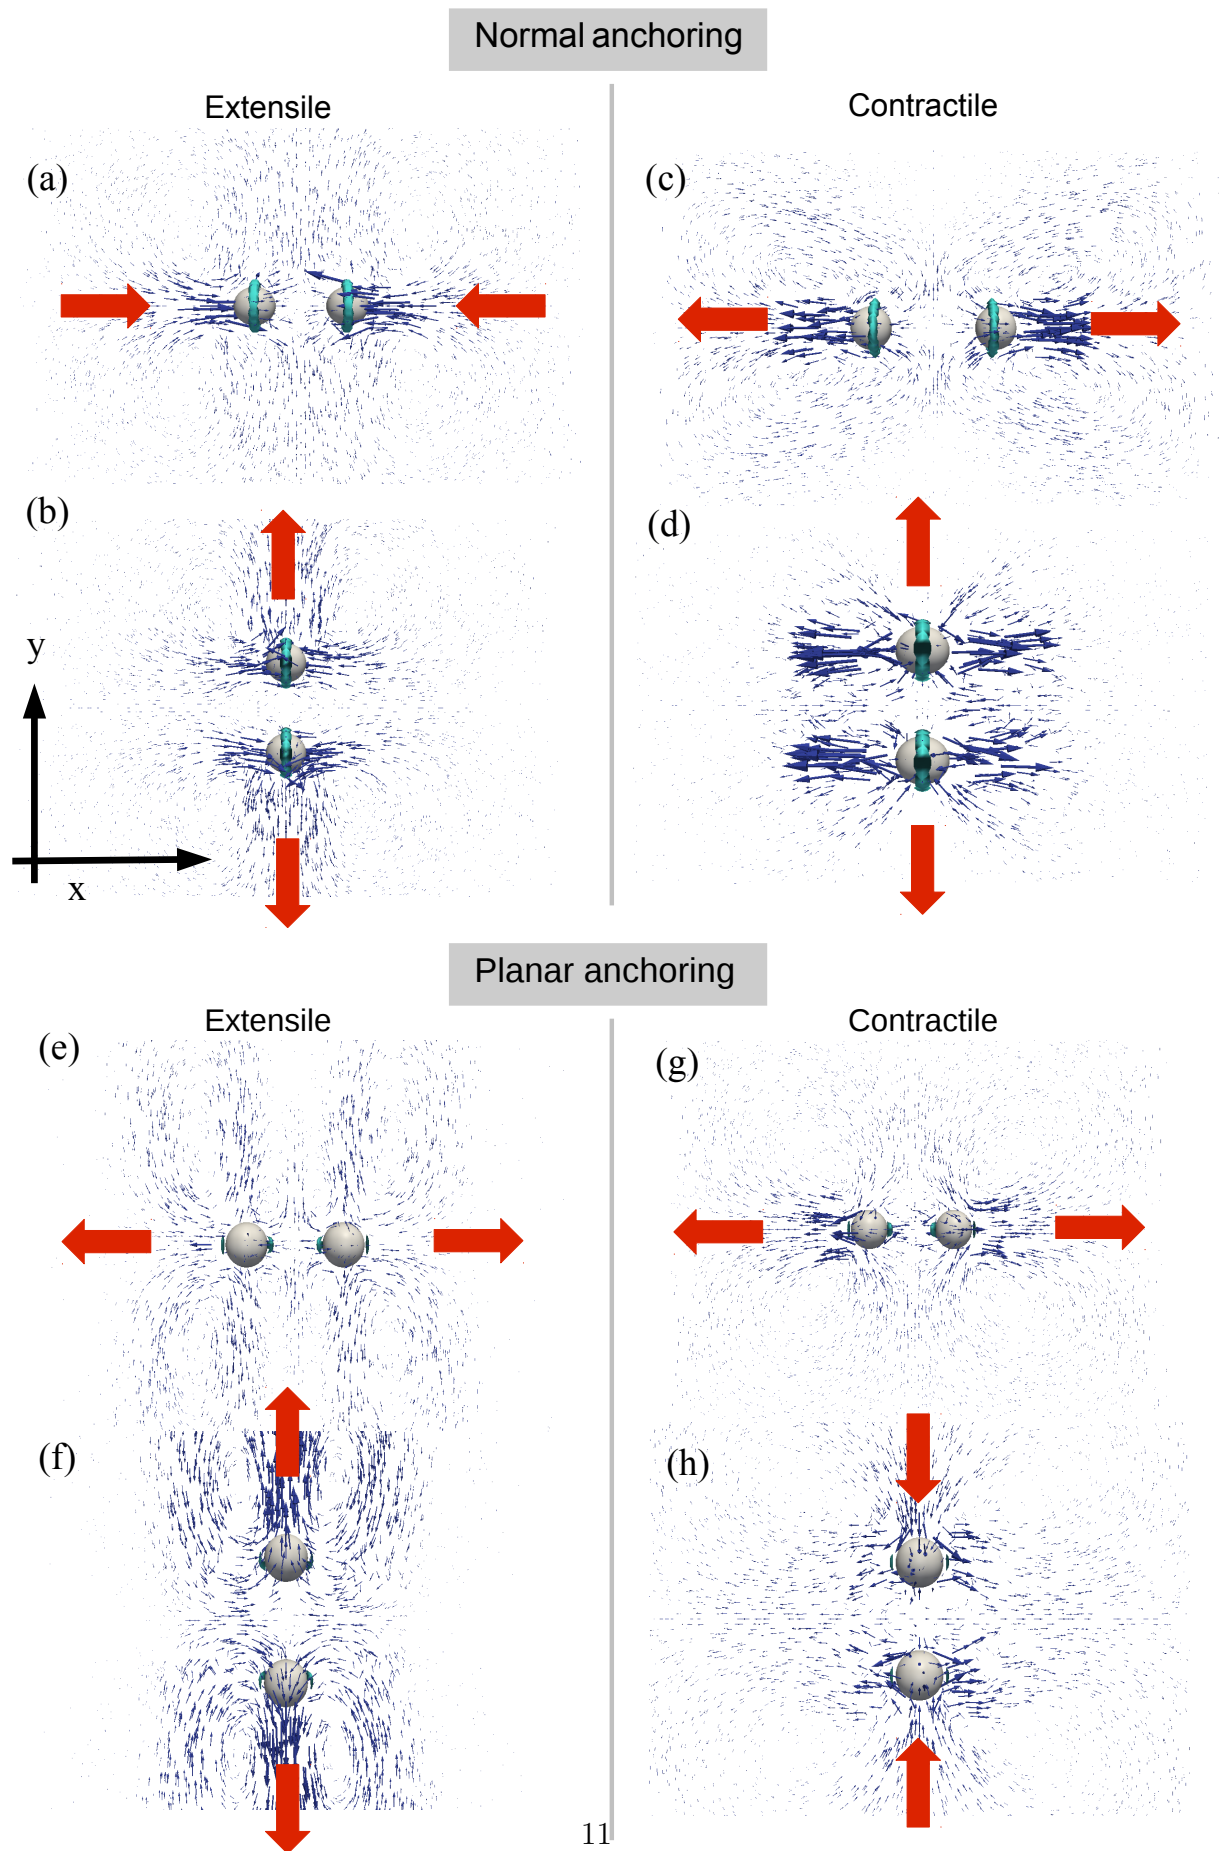 Normal anchoring
Extensile
Contractile
(a)
(c)
(b)
(d)
y
x
Planar anchoring
Extensile
Contractile
(e)
(g)
(f)
(h)
11